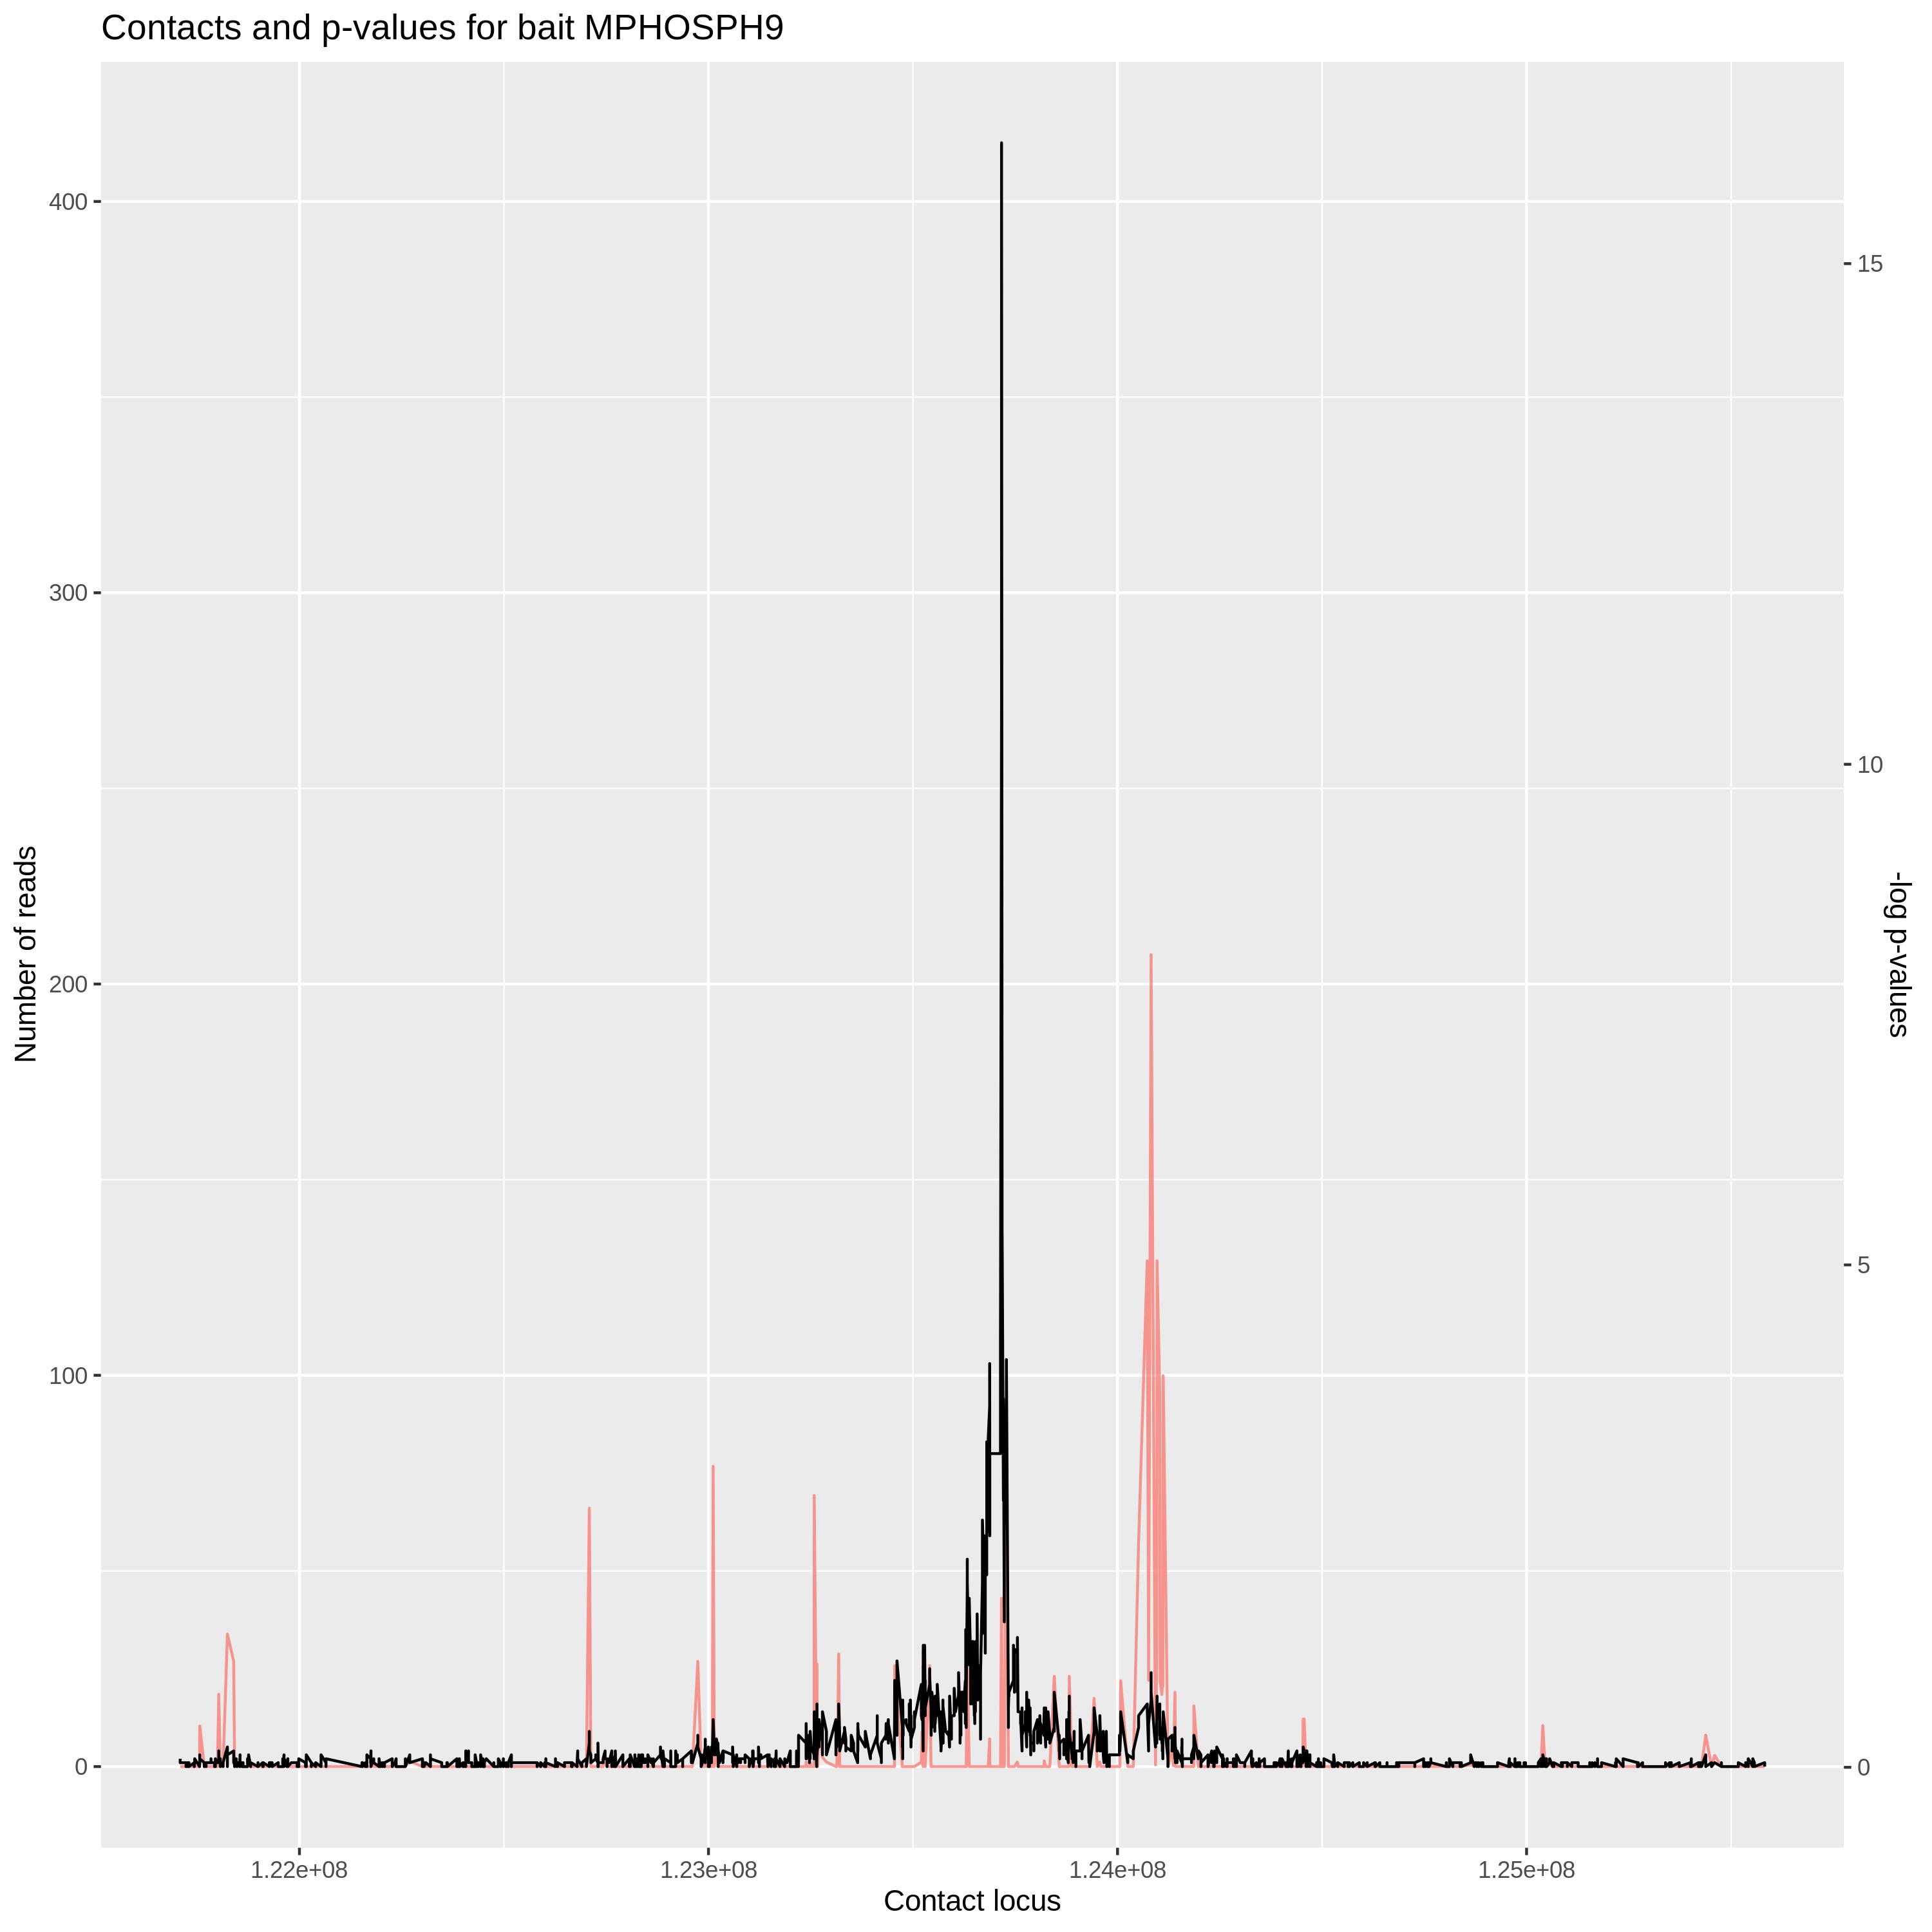 Contacts and p-values for bait MPHOSPH9
400
300
200
100
0
Number of reads
15
10
5
0
-log p-values
1.22e+08
1.23e+08
1.24e+08
1.25e+08
Contact locus